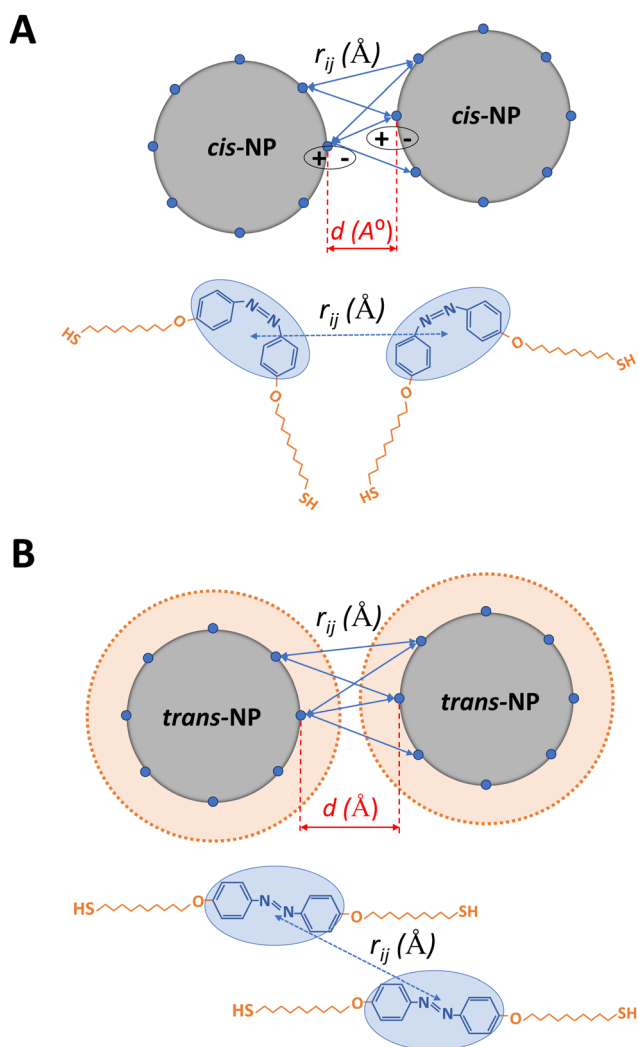 A
r_ij (Å)
cis-NP
cis-NP
+ -
+ -
d (A⁰)
r_ij (Å)
N=N
N=N
HS
O
O
O
O
SH
SH
HS
B
r_ij (Å)
trans-NP
trans-NP
d (Å)
HS
O
N=N
O
SH
r_ij (Å)
HS
O
N=N
O
SH